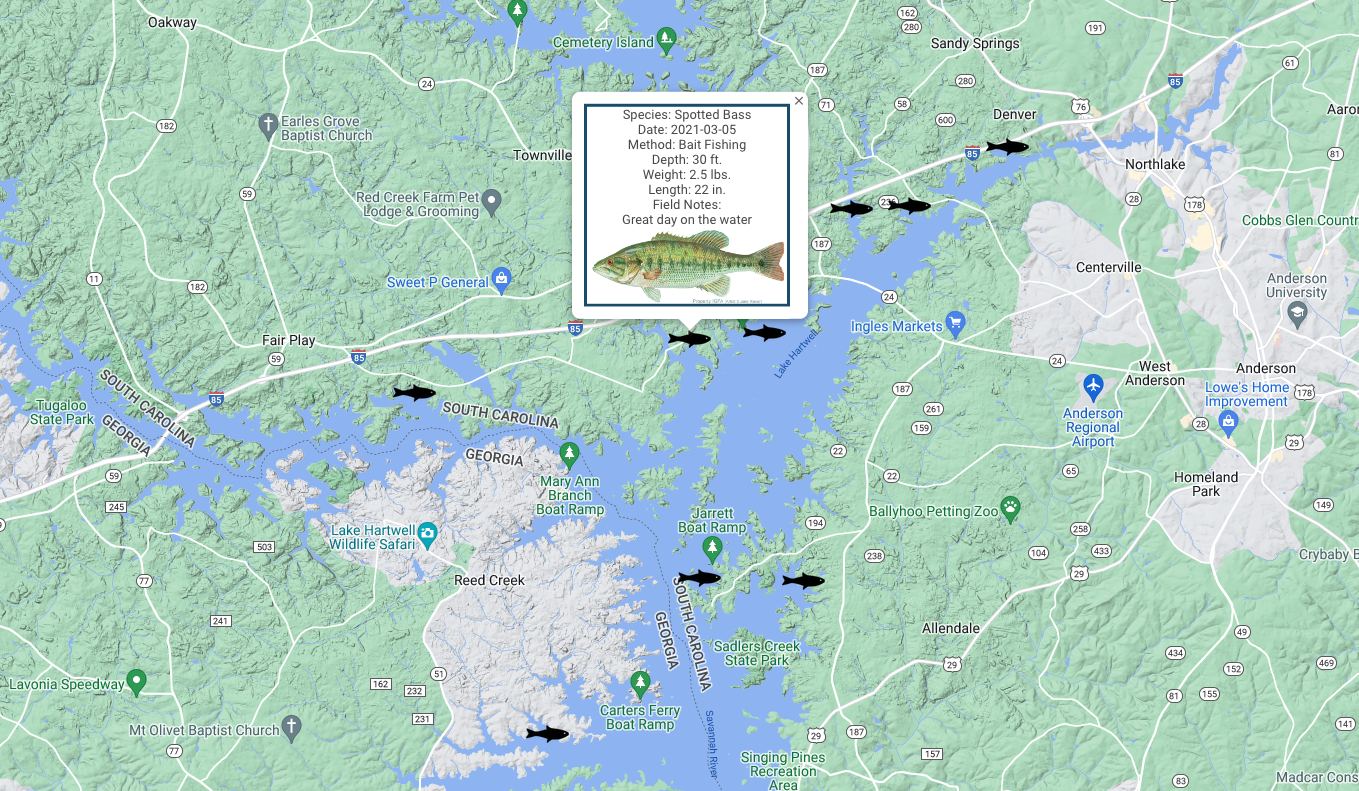 Oakway
Cemetery Island
162
280
191
Sandy Springs
187
24
280
61
85
71
58
76
Aaron
182
Earles Grove
Baptist Church
Species: Spotted Bass
Date: 2021-03-05
Method: Bait Fishing
Depth: 30 ft.
Weight: 2.5 lbs.
Length: 22 in.
Field Notes:
Great day on the water
600
Denver
Townville
85
81
Northlake
59
Red Creek Farm Pet
Lodge & Grooming
28
178
Cobbs Glen Countr
187
11
Sweet P General
182
Centerville
Anderson
University
24
85
Ingles Markets
Lake Hartwell
Fair Play
59
85
24
West
Anderson
Anderson
85
SOUTH CAROLINA
GEORGIA
Tugaloo
State Park
SOUTH CAROLINA
GEORGIA
187
261
159
Anderson
Regional
Airport
Lowe's Home
Improvement
178
28
29
22
22
65
59
245
Mary Ann
Branch
Boat Ramp
Homeland
Park
149
Jarrett
Boat Ramp
Ballyhoo Petting Zoo
194
258
433
104
Lake Hartwell
Wildlife Safari
503
238
Crybaby B
77
Reed Creek
29
SOUTH CAROLINA
GEORGIA
241
Allendale
49
Sadlers Creek
State Park
29
434
152
469
51
Lavonia Speedway
162
232
231
81
155
Carters Ferry
Boat Ramp
Savannah River
Mt Olivet Baptist Church
77
29
187
157
141
Singing Pines
Recreation
Area
83
Madcar Cons